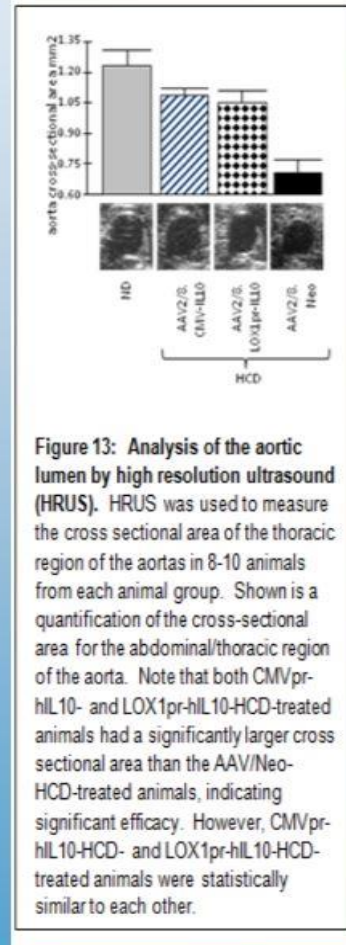 aorta cross sectional area mm2
1.35
1.20
1.05
0.90
0.75
0.60
ND
AAV2/8.
CMV-IL10
AAV2/8.
LOX1pr-IL10
AAV2/8.
Neo
HCD
Figure 13: Analysis of the aortic
lumen by high resolution ultrasound
(HRUS). HRUS was used to measure
the cross sectional area of the thoracic
region of the aortas in 8-10 animals
from each animal group. Shown is a
quantification of the cross-sectional
area for the abdominal/thoracic region
of the aorta. Note that both CMVpr-
hIL10- and LOX1pr-hIL10-HCD-treated
animals had a significantly larger cross
sectional area than the AAV/Neo-
HCD-treated animals, indicating
significant efficacy. However, CMVpr-
hIL10-HCD- and LOX1pr-hIL10-HCD-
treated animals were statistically
similar to each other.